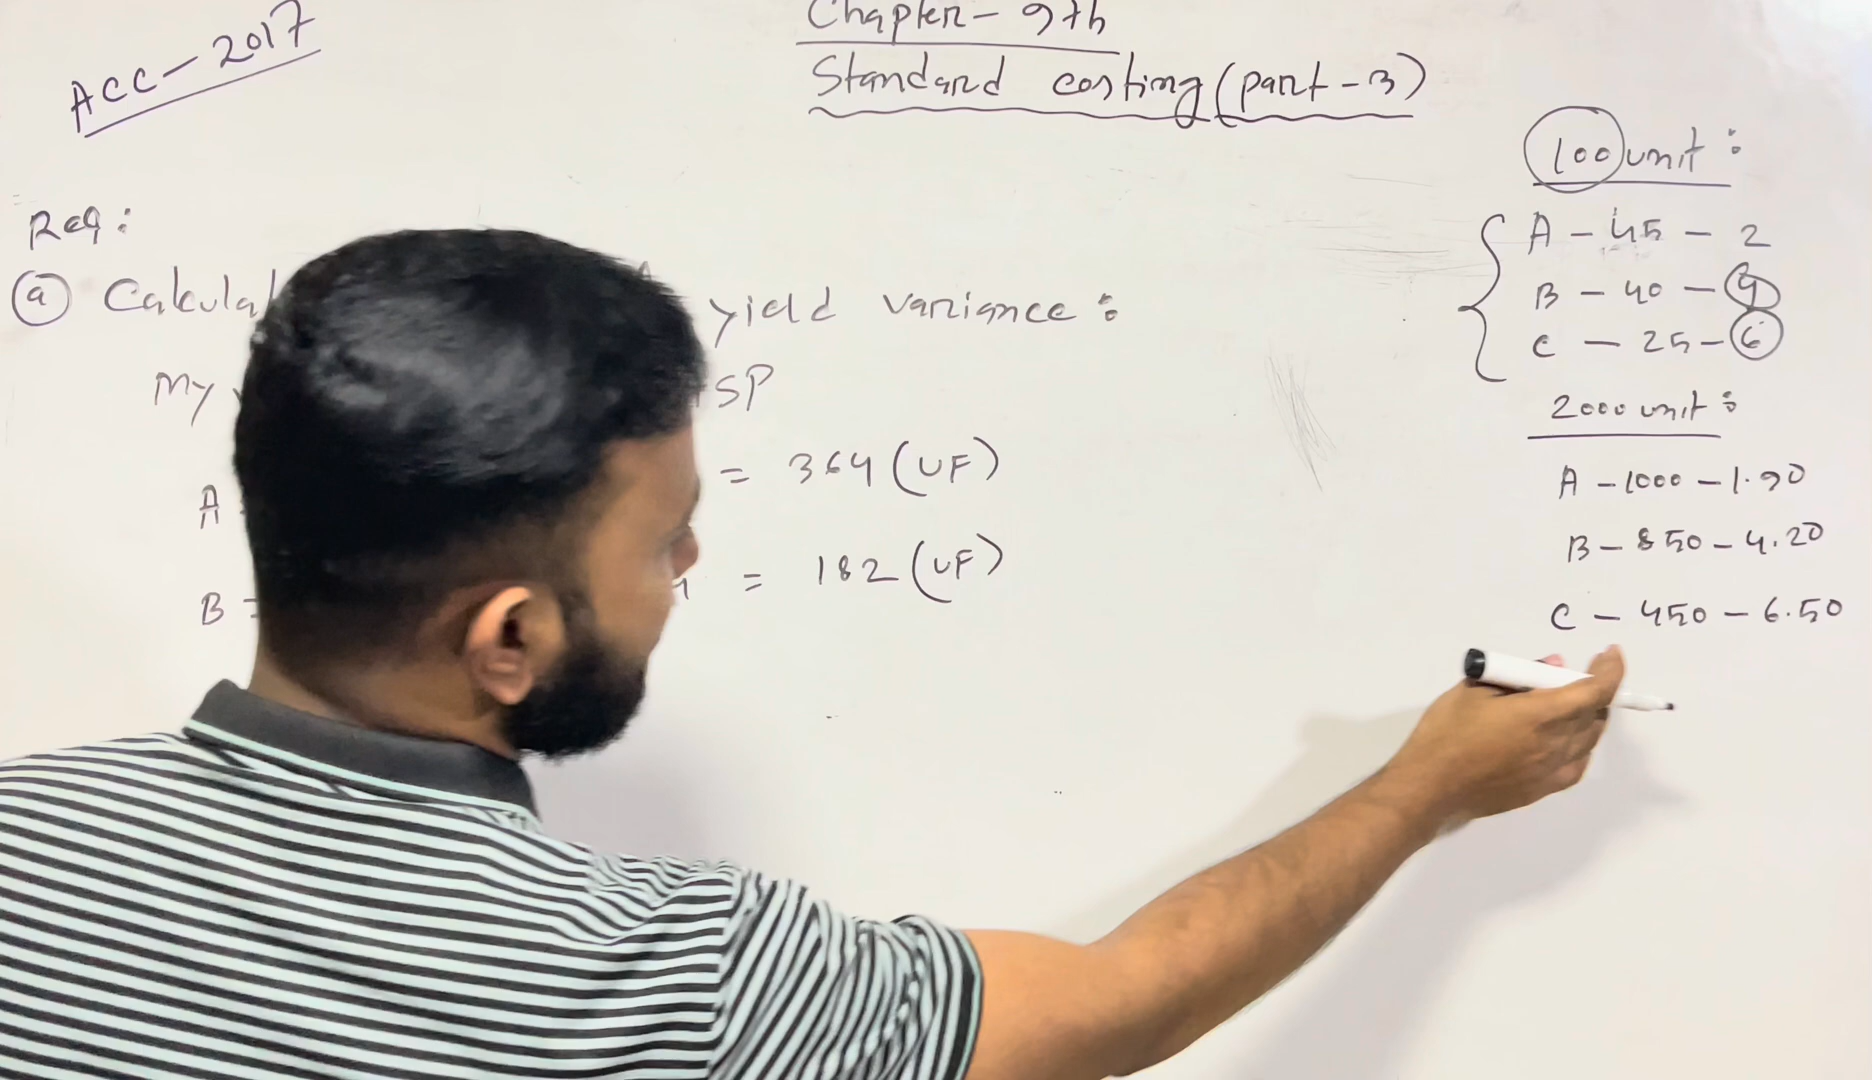 ACC-2017
Chapter-9th
Standard costing (part-3)
Req:
(a) Calculat yield variance:
My SP
A = 364 (UF)
B = = 182 (UF)
100 unit:
A - 45 - 2
B - 40 - 4
C - 25 - 6
2000 unit:
A - 1000 - 1.90
B - 850 - 4.20
C - 450 - 6.50